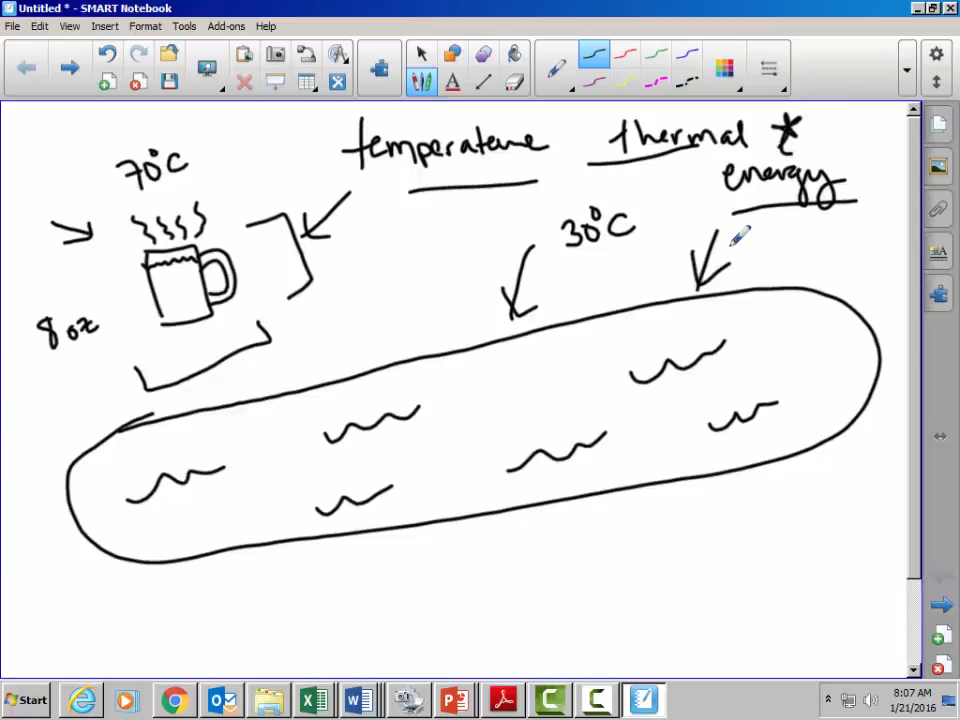 Untitled * - SMART Notebook
File Edit View Insert Format Tools Add-ons Help
temperature thermal *
energy
70°C
30°C
8 oz
Start
8:07 AM
1/21/2016